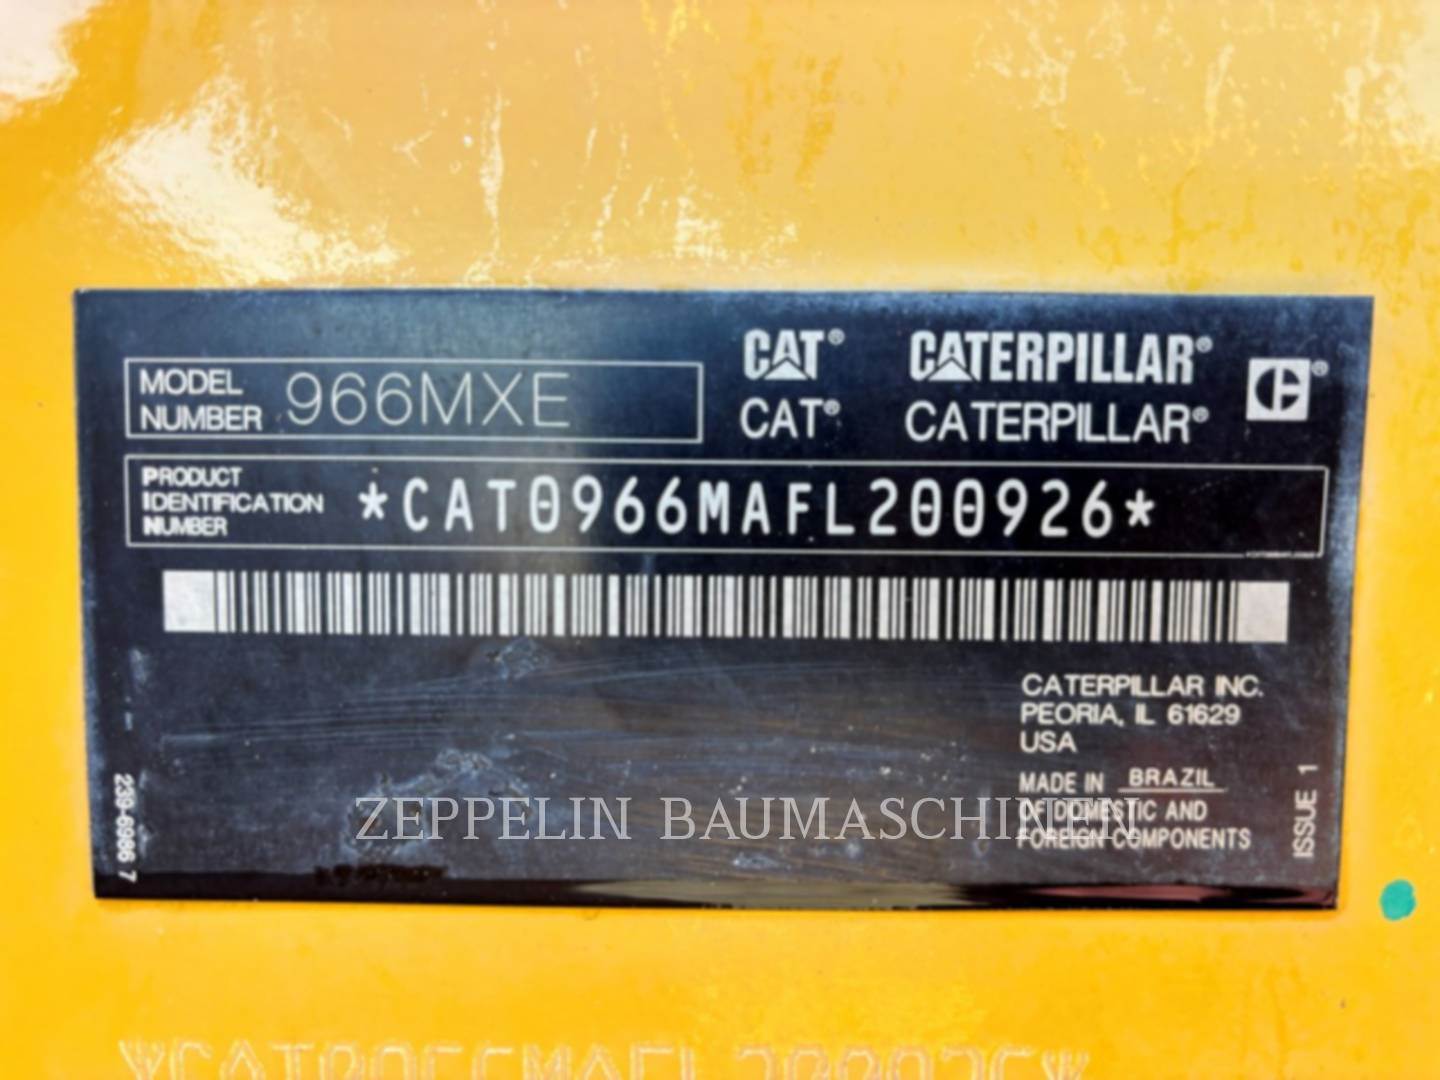 MODEL NUMBER 966MXE
CAT® CATERPILLAR®
CAT® CATERPILLAR®
PRODUCT
IDENTIFICATION
NUMBER
*CAT0966MAFL200926*
CATERPILLAR INC.
PEORIA, IL 61629
USA
MADE IN BRAZIL
OF DOMESTIC AND
FOREIGN COMPONENTS
ISSUE 1
239-6986 7
ZEPPELIN BAUMASCHINEN
*CAT0966MAFL200926*